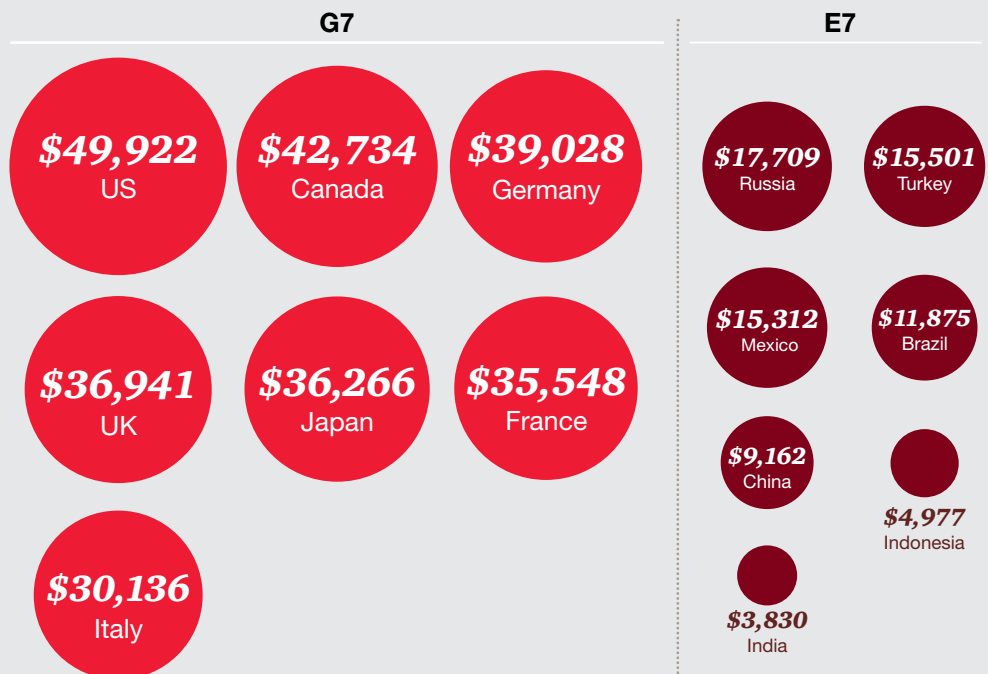 G7
$49,922
US
$42,734
Canada
$39,028
Germany
$36,941
UK
$36,266
Japan
$35,548
France
$30,136
Italy
E7
$17,709
Russia
$15,501
Turkey
$15,312
Mexico
$11,875
Brazil
$9,162
China
$4,977
Indonesia
$3,830
India